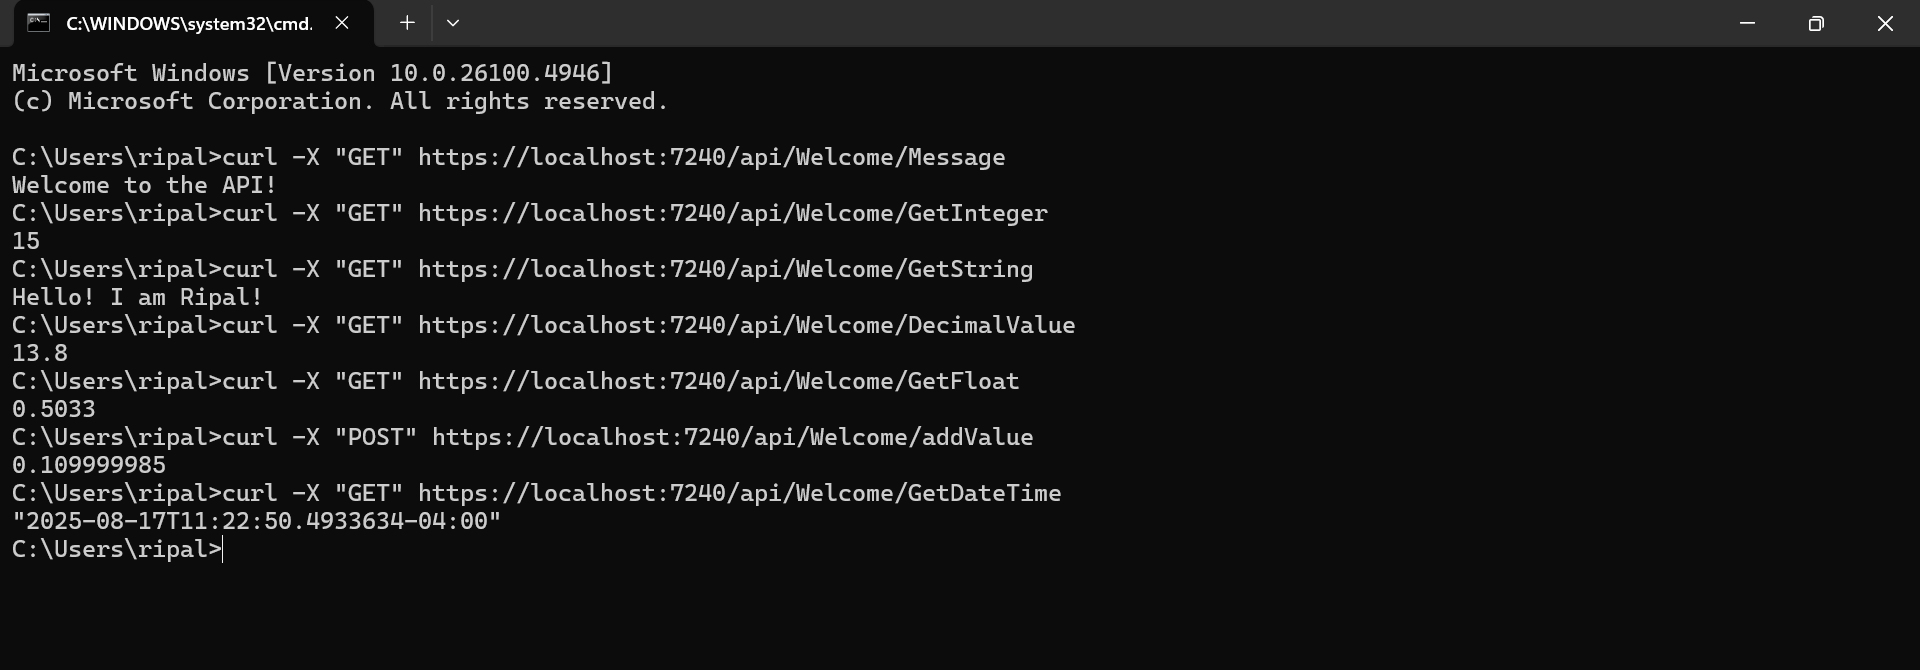 C:\WINDOWS\system32\cmd.
Microsoft Windows [Version 10.0.26100.4946]
(c) Microsoft Corporation. All rights reserved.
C:\Users\ripal>curl -X "GET" https://localhost:7240/api/Welcome/Message
Welcome to the API!
C:\Users\ripal>curl -X "GET" https://localhost:7240/api/Welcome/GetInteger
15
C:\Users\ripal>curl -X "GET" https://localhost:7240/api/Welcome/GetString
Hello! I am Ripal!
C:\Users\ripal>curl -X "GET" https://localhost:7240/api/Welcome/DecimalValue
13.8
C:\Users\ripal>curl -X "GET" https://localhost:7240/api/Welcome/GetFloat
0.5033
C:\Users\ripal>curl -X "POST" https://localhost:7240/api/Welcome/addValue
0.109999985
C:\Users\ripal>curl -X "GET" https://localhost:7240/api/Welcome/GetDateTime
"2025-08-17T11:22:50.4933634-04:00"
C:\Users\ripal>